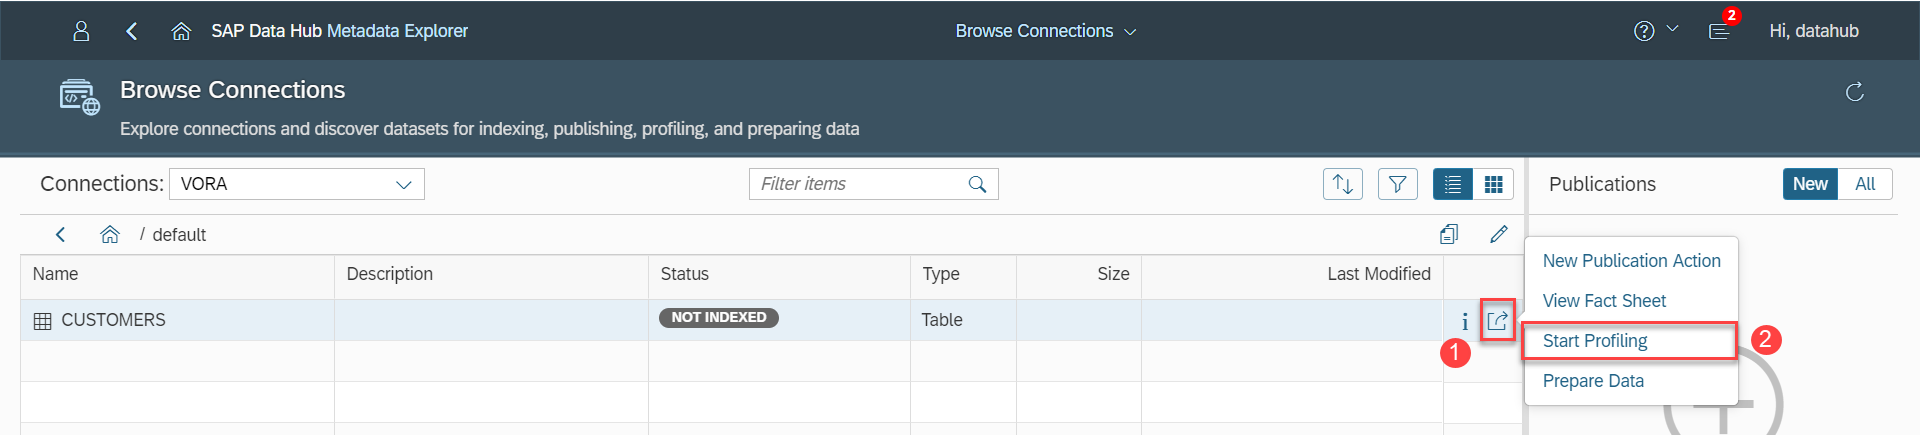 SAP Data Hub Metadata Explorer
Browse Connections
2
Hi, datahub
Browse Connections
Explore connections and discover datasets for indexing, publishing, profiling, and preparing data
Connections: VORA
Filter items
Publications
New All
/ default
Name Description Status Type Size Last Modified
CUSTOMERS NOT INDEXED Table
1
New Publication Action
View Fact Sheet
Start Profiling
2
Prepare Data